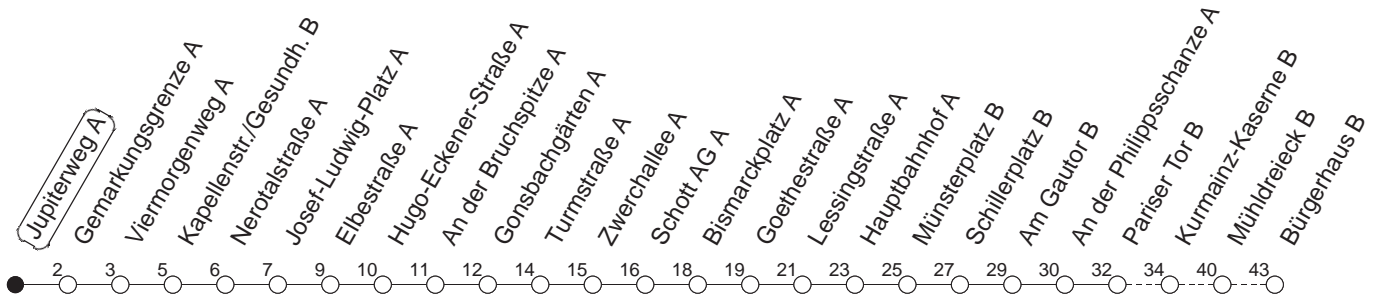 Jupiterweg A
Gemarkungsgrenze A
Viermorgenweg A
Kapellenstr./Gesundh. B
Nerotalstraße A
Josef-Ludwig-Platz A
Elbestraße A
Hugo-Eckener-Straße A
An der Bruchspitze A
Gonsbachgärten A
Turmstraße A
Zwerchallee A
Schott AG A
Bismarckplatz A
Goethestraße A
Lessingstraße A
Hauptbahnhof A
Münsterplatz B
Schillerplatz B
Am Gautor B
An der Philippsschanze A
Pariser Tor B
Kurmainz-Kaserne B
Mühldreieck B
Bürgerhaus B
2 3 5 6 7 9 10 11 12 14 15 16 18 19 21 23 25 27 29 30 32 34 40 43